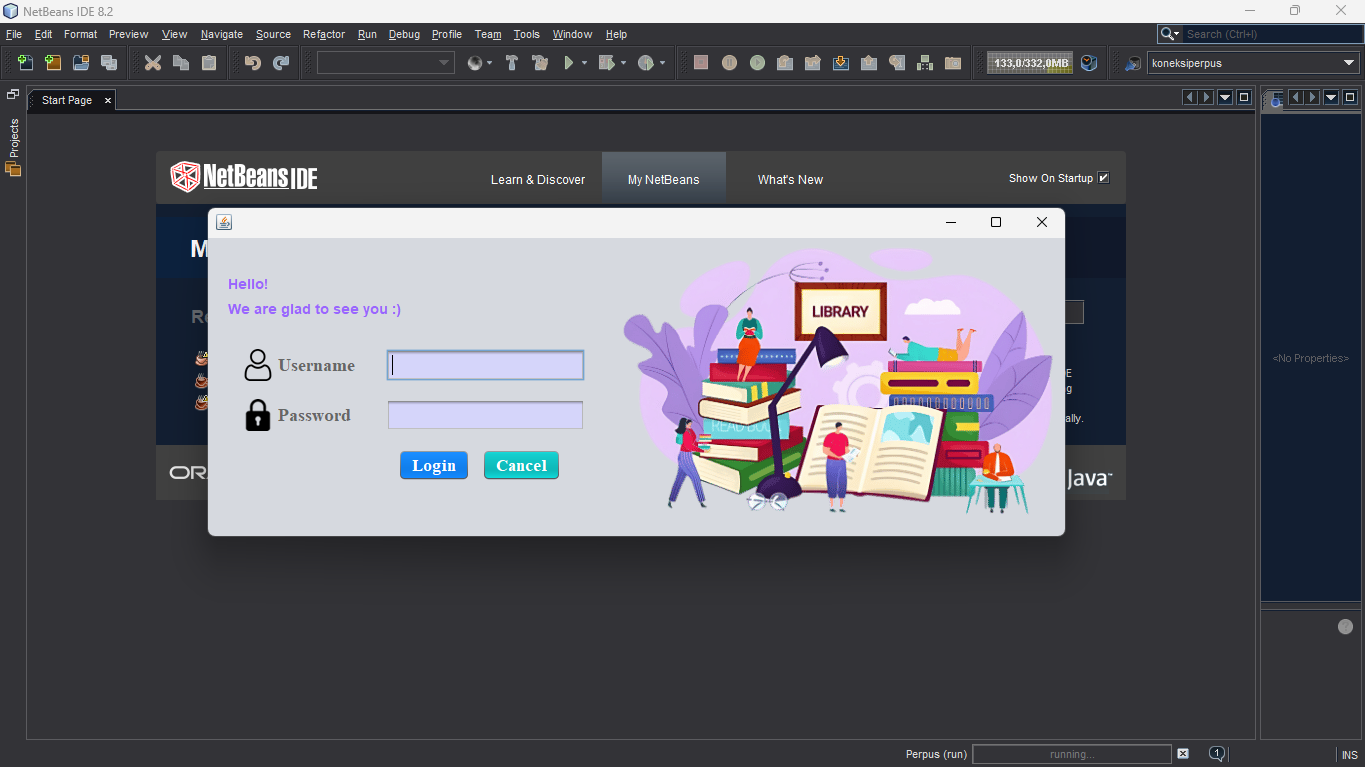 NetBeans IDE 8.2
File Edit Format Preview View Navigate Source Refactor Run Debug Profile Team Tools Window Help
Search (Ctrl+I)
133,0/332,0MB
koneksiperpus
Start Page
Projects
NetBeans IDE
Learn & Discover
My NetBeans
What's New
Show On Startup
M
Hello!
We are glad to see you :)
Username
Password
Login
Cancel
LIBRARY
READ BOOK
ally.
<No Properties>
Java™
Perpus (run)
running...
1
INS